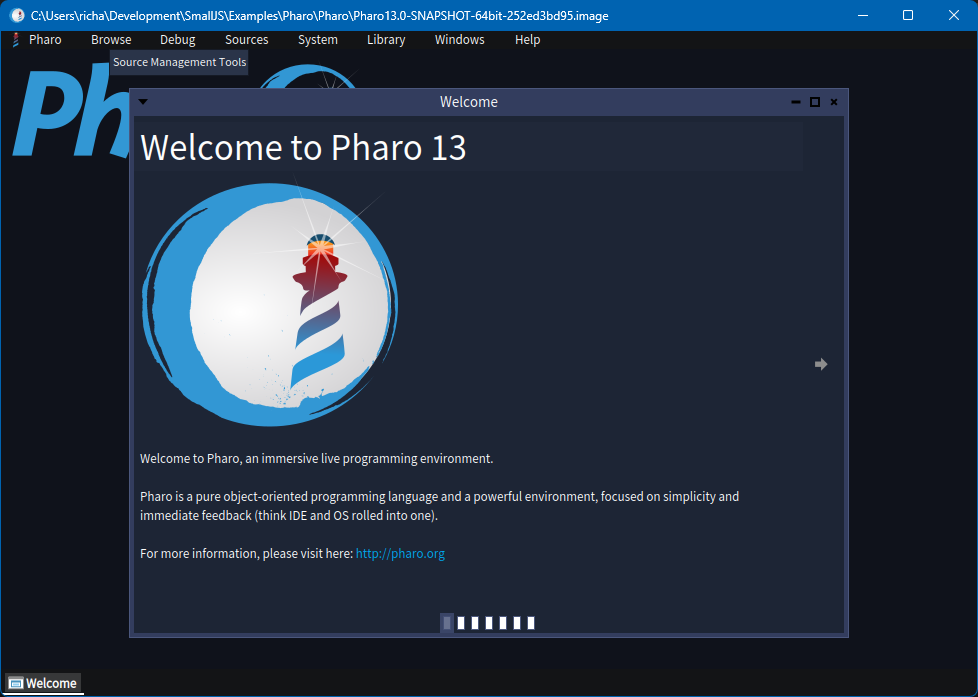 C:\Users\richa\Development\SmallJS\Examples\Pharo\Pharo\Pharo13.0-SNAPSHOT-64bit-252ed3bd95.image
Pharo Browse Debug Sources System Library Windows Help
Source Management Tools
Ph
Welcome
Welcome to Pharo 13
Welcome to Pharo, an immersive live programming environment.
Pharo is a pure object-oriented programming language and a powerful environment, focused on simplicity and
immediate feedback (think IDE and OS rolled into one).
For more information, please visit here: http://pharo.org
Welcome